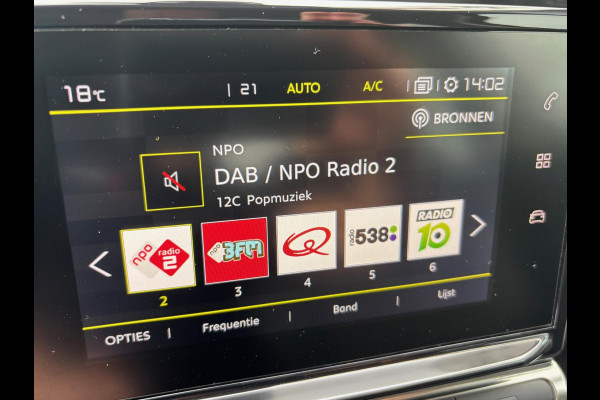 18°C | 21 AUTO A/C | | 14:02
BRONNEN
NPO
DAB / NPO Radio 2
12C Popmuziek
npo radio 2
npo 3FM
Q
radio 538
RADIO 10
2 3 4 5 6
OPTIES | Frequentie | Band | Lijst